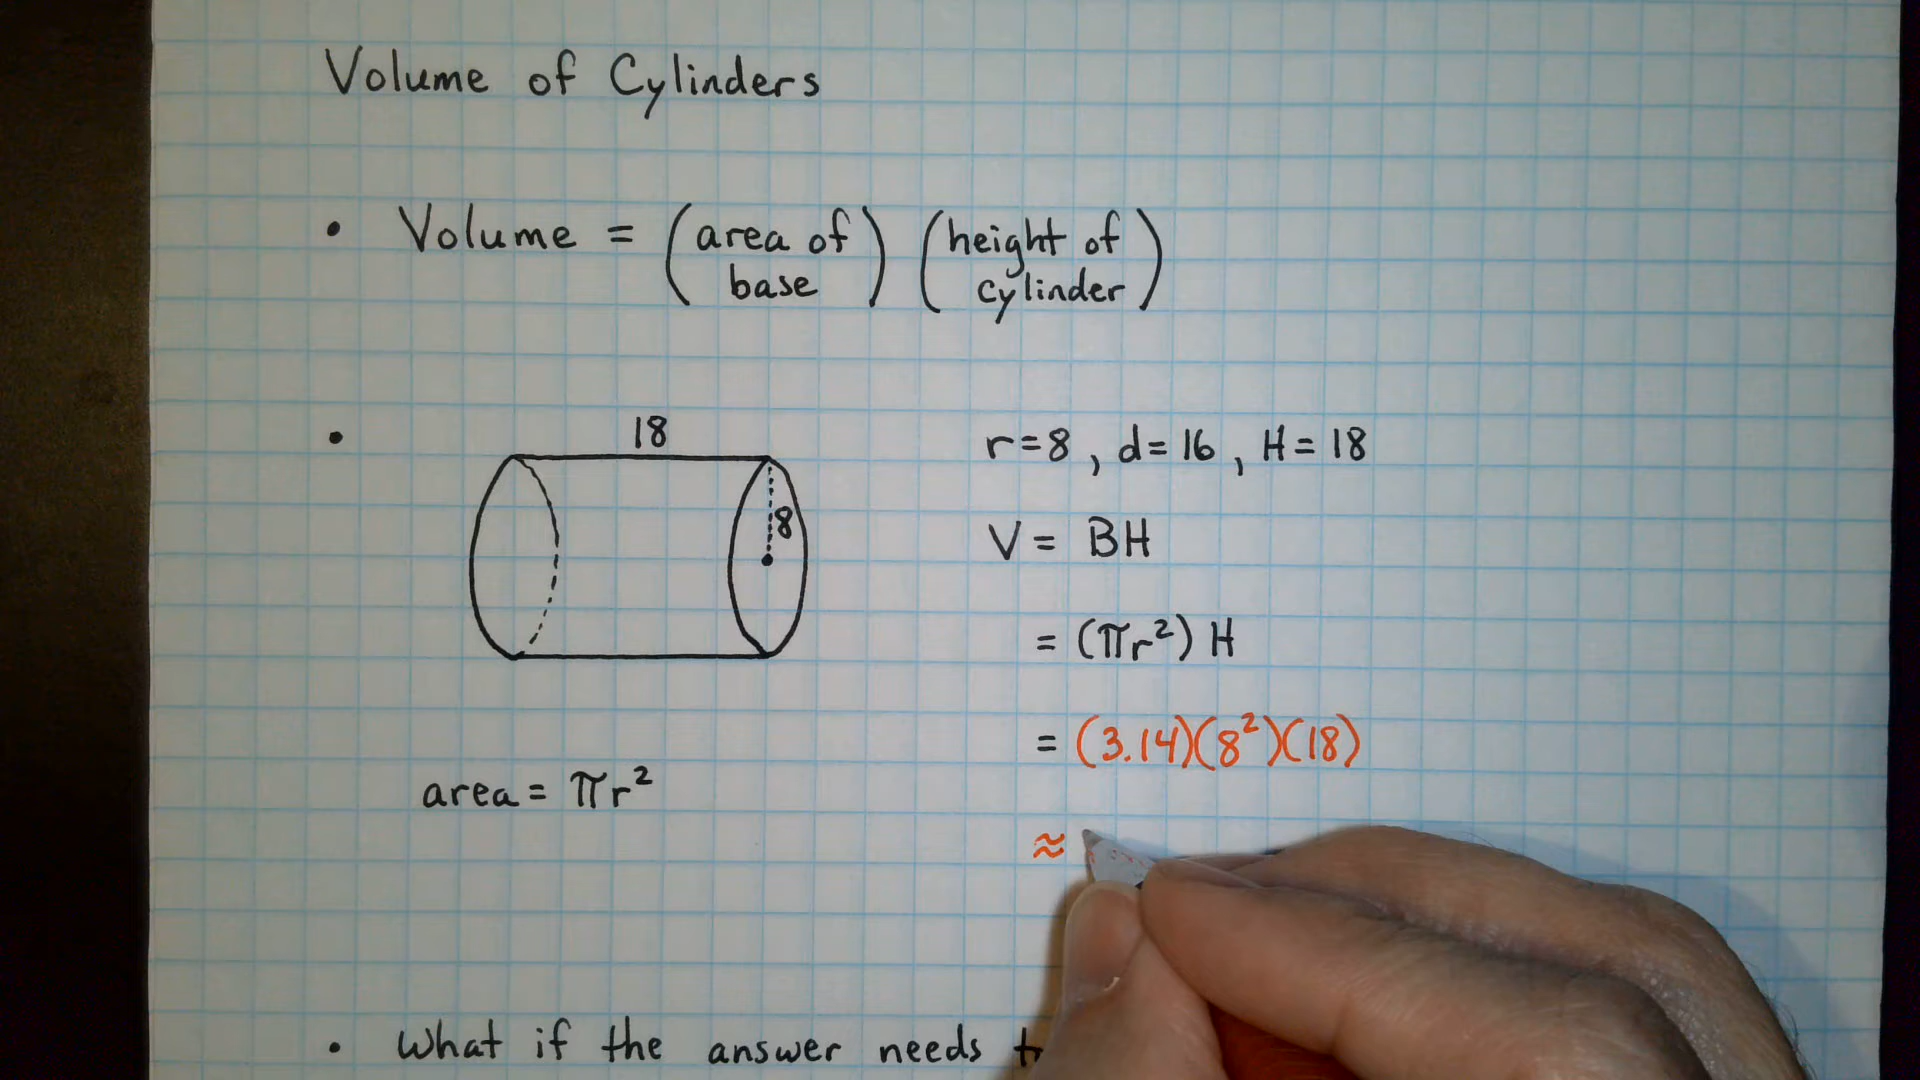 Volume of Cylinders
• Volume = (area of base) (height of cylinder)
•
18
8
r=8, d=16, H=18
V = BH
= (πr²) H
= (3.14)(8²)(18)
area = πr²
≈
• What if the answer needs